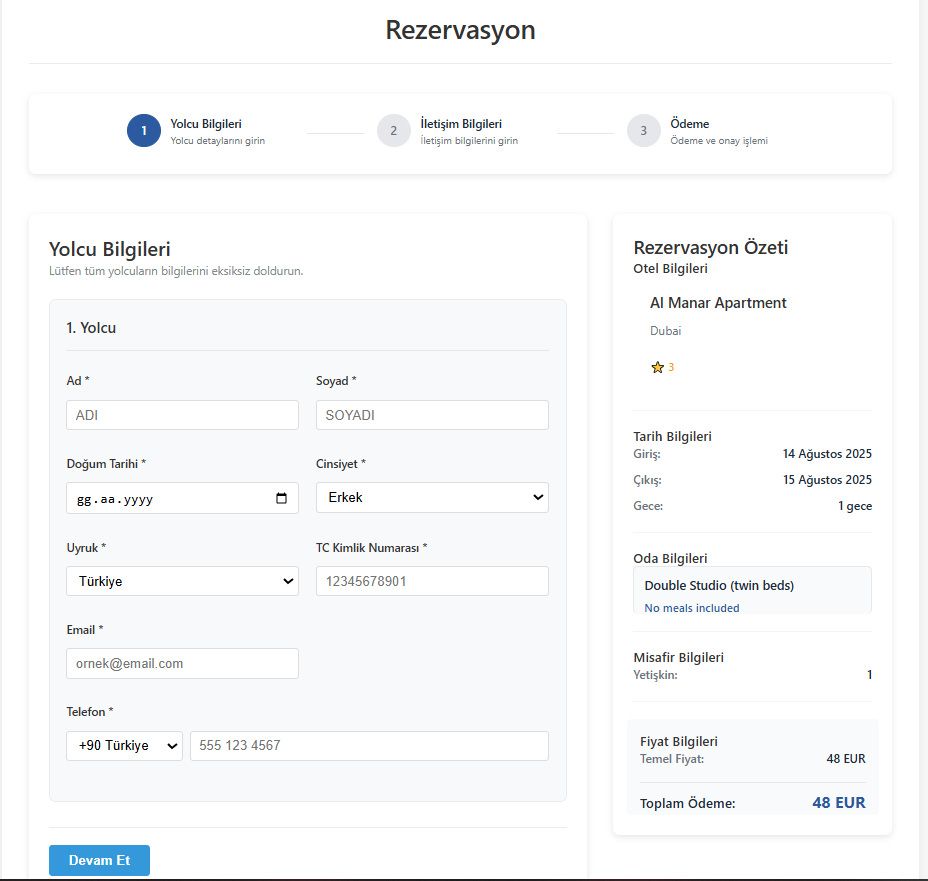 Rezervasyon
1 Yolcu Bilgileri
Yolcu detaylarını girin
2 İletişim Bilgileri
İletişim bilgilerini girin
3 Ödeme
Ödeme ve onay işlemi
Yolcu Bilgileri
Lütfen tüm yolcuların bilgilerini eksiksiz doldurun.
1. Yolcu
Ad * Soyad *
ADI SOYADI
Doğum Tarihi * Cinsiyet *
gg.aa.yyyy Erkek
Uyruk * TC Kimlik Numarası *
Türkiye 12345678901
Email *
ornek@email.com
Telefon *
+90 Türkiye 555 123 4567
Devam Et
Rezervasyon Özeti
Otel Bilgileri
Al Manar Apartment
Dubai
3
Tarih Bilgileri
Giriş: 14 Ağustos 2025
Çıkış: 15 Ağustos 2025
Gece: 1 gece
Oda Bilgileri
Double Studio (twin beds)
No meals included
Misafir Bilgileri
Yetişkin: 1
Fiyat Bilgileri
Temel Fiyat: 48 EUR
Toplam Ödeme: 48 EUR